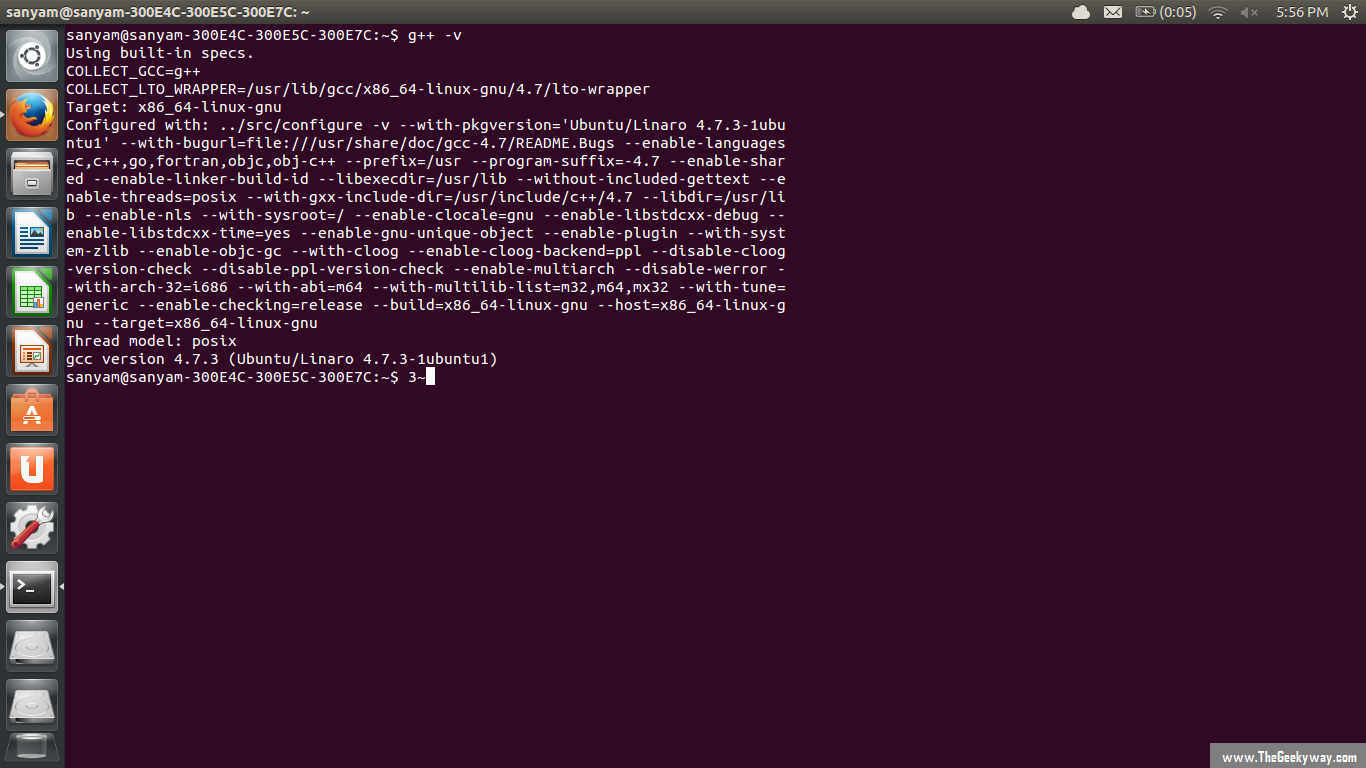 sanyam@sanyam-300E4C-300E5C-300E7C: ~
(0:05)
5:56 PM
sanyam@sanyam-300E4C-300E5C-300E7C:~$ g++ -v
Using built-in specs.
COLLECT_GCC=g++
COLLECT_LTO_WRAPPER=/usr/lib/gcc/x86_64-linux-gnu/4.7/lto-wrapper
Target: x86_64-linux-gnu
Configured with: ../src/configure -v --with-pkgversion='Ubuntu/Linaro 4.7.3-1ubu
ntu1' --with-bugurl=file:///usr/share/doc/gcc-4.7/README.Bugs --enable-languages
=c,c++,go,fortran,objc,obj-c++ --prefix=/usr --program-suffix=-4.7 --enable-shar
ed --enable-linker-build-id --libexecdir=/usr/lib --without-included-gettext --e
nable-threads=posix --with-gxx-include-dir=/usr/include/c++/4.7 --libdir=/usr/li
b --enable-nls --with-sysroot=/ --enable-clocale=gnu --enable-libstdcxx-debug --
enable-libstdcxx-time=yes --enable-gnu-unique-object --enable-plugin --with-syst
em-zlib --enable-objc-gc --with-cloog --enable-cloog-backend=ppl --disable-cloog
-version-check --disable-ppl-version-check --enable-multiarch --disable-werror -
-with-arch-32=i686 --with-abi=m64 --with-multilib-list=m32,m64,mx32 --with-tune=
generic --enable-checking=release --build=x86_64-linux-gnu --host=x86_64-linux-g
nu --target=x86_64-linux-gnu
Thread model: posix
gcc version 4.7.3 (Ubuntu/Linaro 4.7.3-1ubuntu1)
sanyam@sanyam-300E4C-300E5C-300E7C:~$ 3~
www.TheGeekyway.com